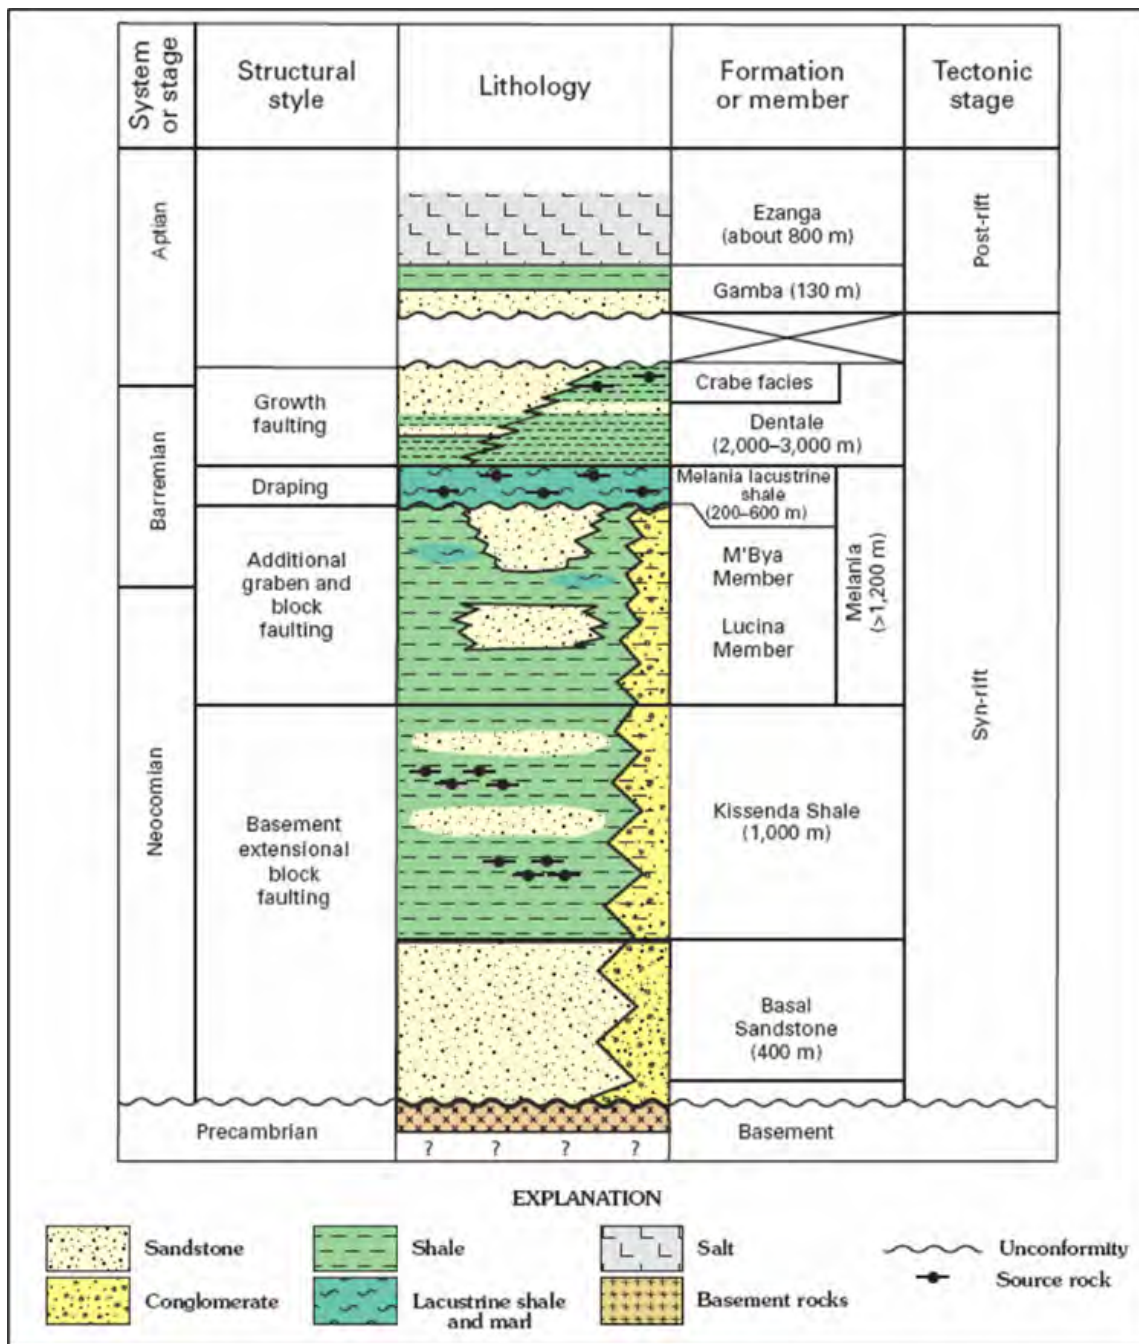 System
or stage
Structural
style
Lithology
Formation
or member
Tectonic
stage
Aptian
Ezanga
(about 800 m)
Post-rift
Gamba (130 m)
Crabe facies
Growth
faulting
Dentale
(2,000–3,000 m)
Barremian
Draping
Melania lacustrine
shale
(200–600 m)
Additional
graben and
block
faulting
M'Bya
Member
Lucina
Member
Melania
(>1,200 m)
Syn-rift
Neocomian
Basement
extensional
block
faulting
Kissenda Shale
(1,000 m)
Basal
Sandstone
(400 m)
Precambrian
Basement
? ? ? ?
EXPLANATION
Sandstone
Shale
Salt
Unconformity
Source rock
Conglomerate
Lacustrine shale
and marl
Basement rocks